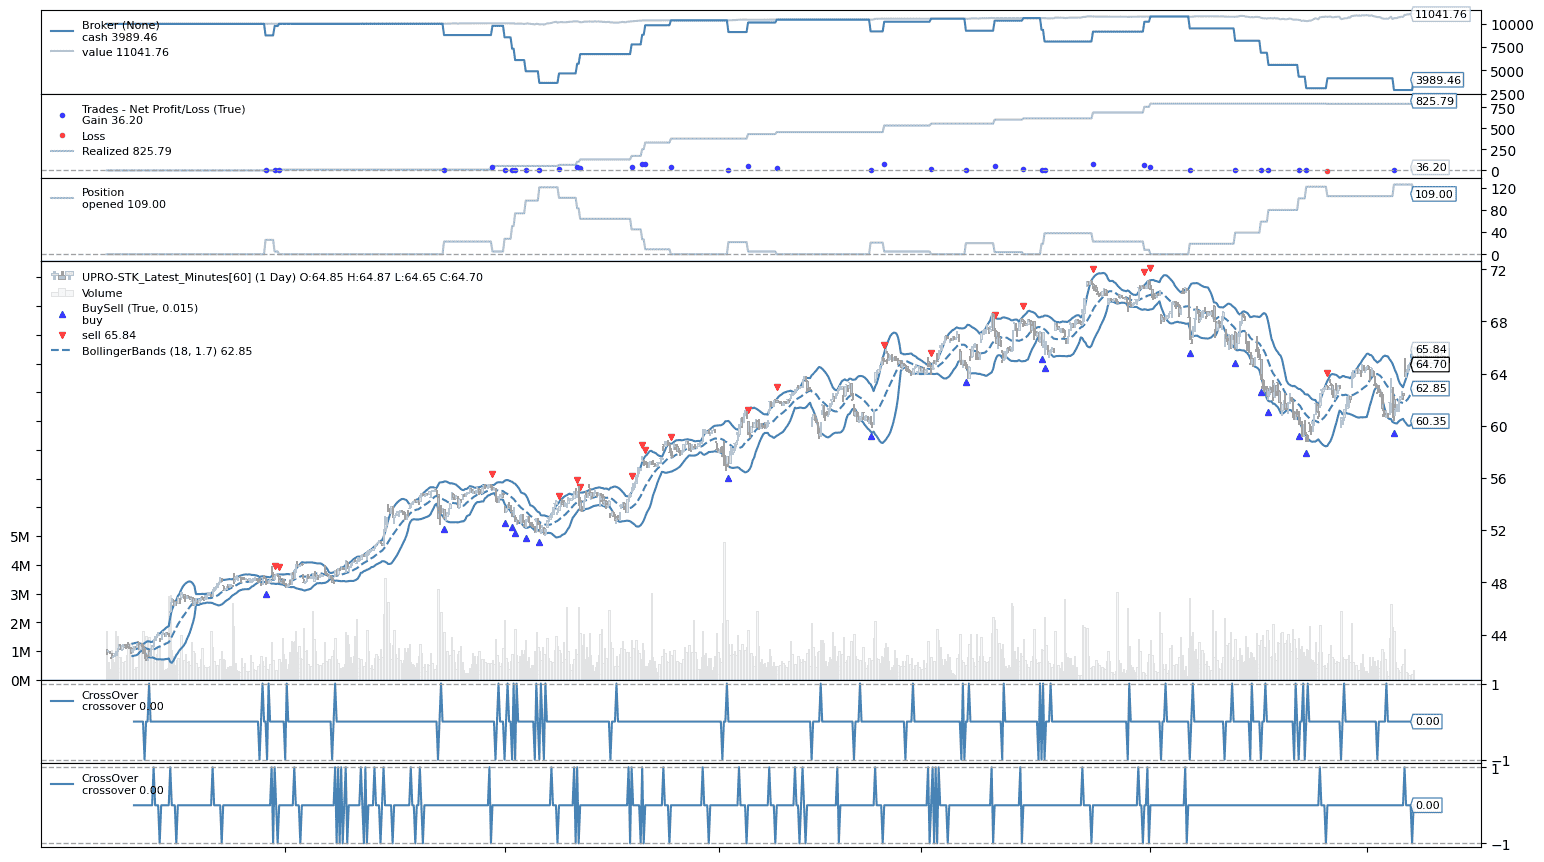 Broker (None)
cash 3989.46
value 11041.76
11041.76
10000
7500
5000
3989.46
2500
Trades - Net Profit/Loss (True)
Gain 36.20
Loss
Realized 825.79
825.79
750
500
250
36.20
0
Position
opened 109.00
120
109.00
80
40
0
UPRO-STK_Latest_Minutes[60] (1 Day) O:64.85 H:64.87 L:64.65 C:64.70
Volume
BuySell (True, 0.015)
buy
sell 65.84
BollingerBands (18, 1.7) 62.85
72
68
65.84
64.70
64
62.85
60.35
60
56
52
48
44
5M
4M
3M
2M
1M
0M
CrossOver
crossover 0.00
1
0.00
−1
CrossOver
crossover 0.00
1
0.00
−1